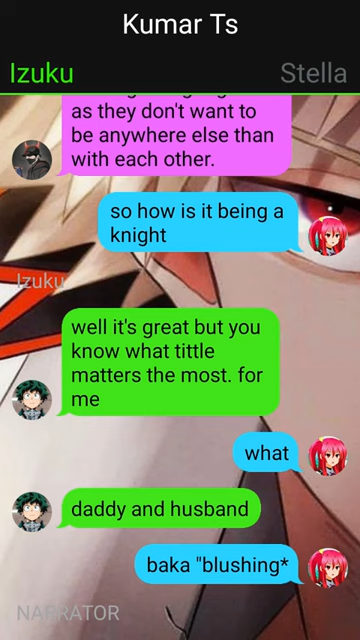 Kumar Ts
Izuku
Stella
as they don't want to
be anywhere else than
with each other.
so how is it being a
knight
Izuku
well it's great but you
know what tittle
matters the most. for
me
what
daddy and husband
baka "blushing*
NARRATOR